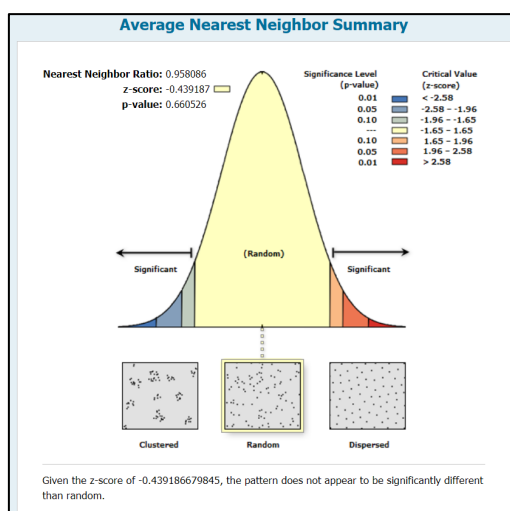 Average Nearest Neighbor Summary
Nearest Neighbor Ratio: 0.958086
z-score: -0.439187
p-value: 0.660526
Significance Level
(p-value)
Critical Value
(z-score)
0.01 < -2.58
0.05 -2.58 – -1.96
0.10 -1.96 – -1.65
--- -1.65 – 1.65
0.10 1.65 – 1.96
0.05 1.96 – 2.58
0.01 > 2.58
(Random)
Significant Significant
Clustered Random Dispersed
Given the z-score of -0.439186679845, the pattern does not appear to be significantly different
than random.